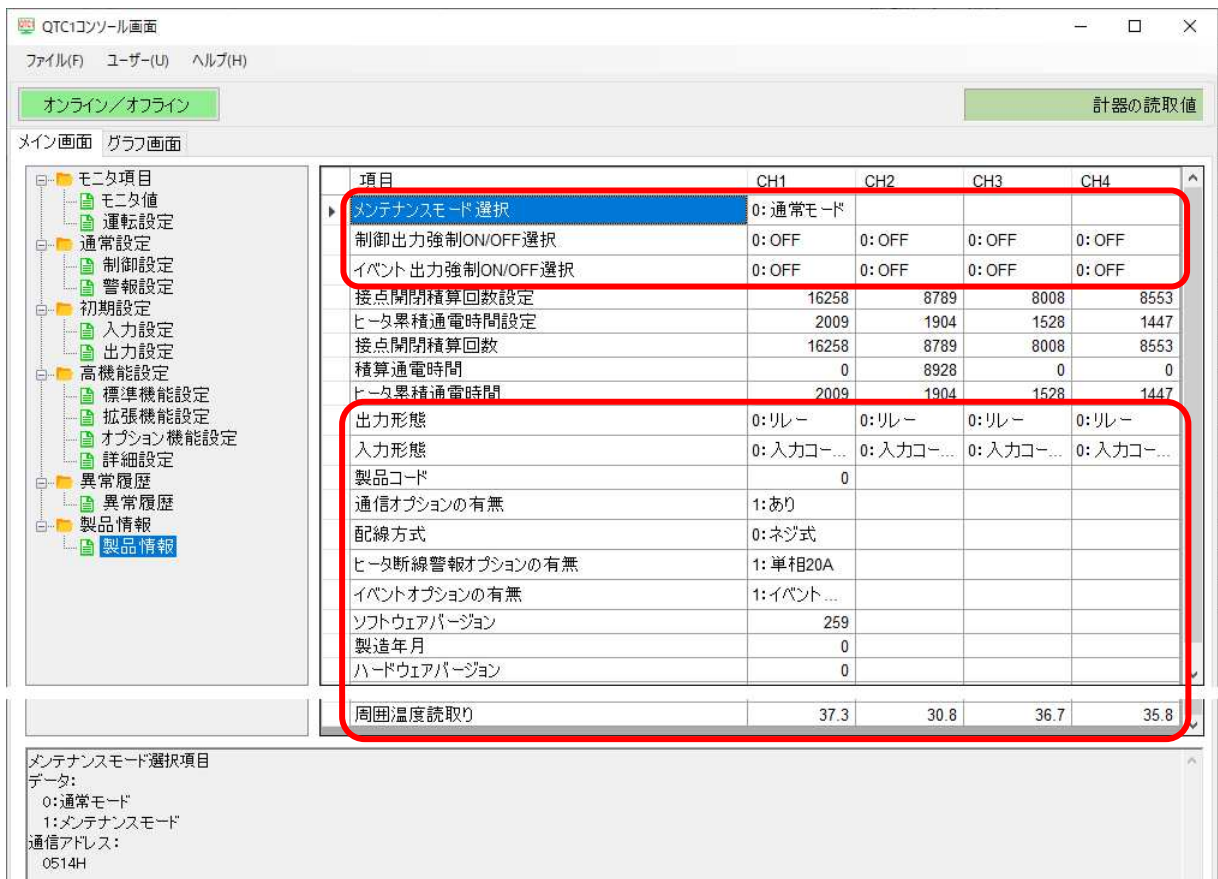 QTC1コンソール画面
ファイル(F) ユーザー(U) ヘルプ(H)
オンライン／オフライン
計器の読取値
メイン画面 グラフ画面
モニタ項目
モニタ値
運転設定
通常設定
制御設定
警報設定
初期設定
入力設定
出力設定
高機能設定
標準機能設定
拡張機能設定
オプション機能設定
詳細設定
異常履歴
異常履歴
製品情報
製品情報
項目 CH1 CH2 CH3 CH4
メンテナンスモード選択 0:通常モード
制御出力強制ON/OFF選択 0:OFF 0:OFF 0:OFF 0:OFF
イベント出力強制ON/OFF選択 0:OFF 0:OFF 0:OFF 0:OFF
接点開閉積算回数設定 16258 8789 8008 8553
ヒータ累積通電時間設定 2009 1904 1528 1447
接点開閉積算回数 16258 8789 8008 8553
積算通電時間 0 8928 0 0
ヒータ累積通電時間 2009 1904 1528 1447
出力形態 0:リレー 0:リレー 0:リレー 0:リレー
入力形態 0:入力コー... 0:入力コー... 0:入力コー... 0:入力コー...
製品コード 0
通信オプションの有無 1:あり
配線方式 0:ネジ式
ヒータ断線警報オプションの有無 1:単相20A
イベントオプションの有無 1:イベント...
ソフトウェアバージョン 259
製造年月 0
ハードウェアバージョン 0
周囲温度読取り 37.3 30.8 36.7 35.8
メンテナンスモード選択項目
データ:
0:通常モード
1:メンテナンスモード
通信アドレス:
0514H